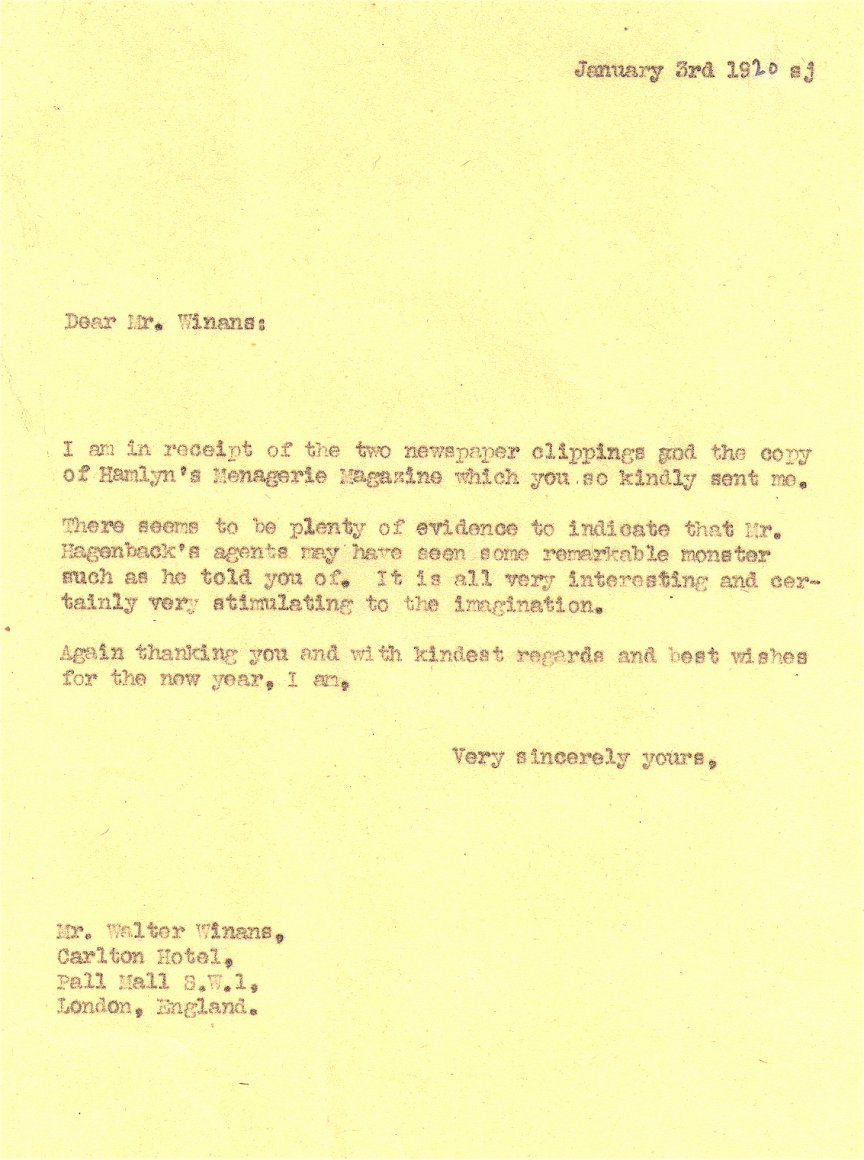 January 3rd 1920 sj
Dear Mr. Winans:
I am in receipt of the two newspaper clippings and the copy
of Hamlyn's Menagerie Magazine which you so kindly sent me.
There seems to be plenty of evidence to indicate that Mr.
Hagenback's agents may have seen some remarkable monster
such as he told you of. It is all very interesting and cer-
tainly very stimulating to the imagination.
Again thanking you and with kindest regards and best wishes
for the new year, I am,
Very sincerely yours,
Mr. Walter Winans,
Carlton Hotel,
Pall Mall S.W.1,
London, England.